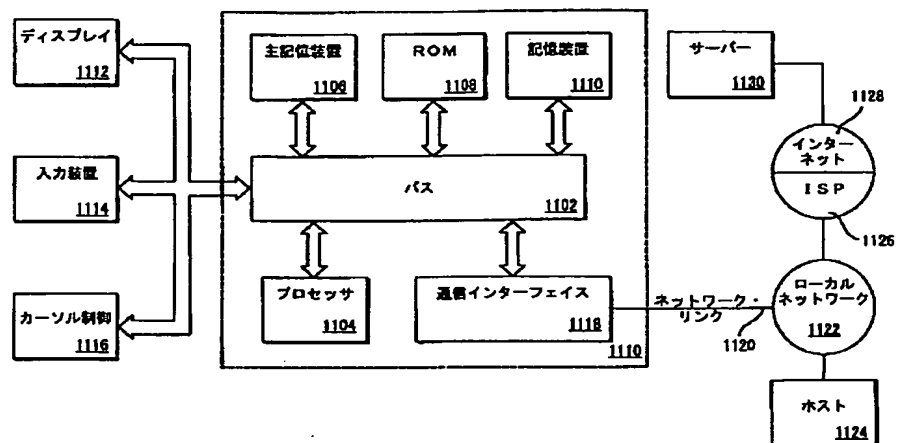 ディスプレイ
1112
入力装置
1114
カーソル制御
1116
主記位装置
1106
ROM
1108
記憶装置
1110
バス
1102
プロセッサ
1104
通信インターフェイス
1118
1110
サーバー
1130
1128
インター
ネット
ISP
1126
ネットワーク・
リンク
1120
ローカル
ネットワーク
1122
ホスト
1124